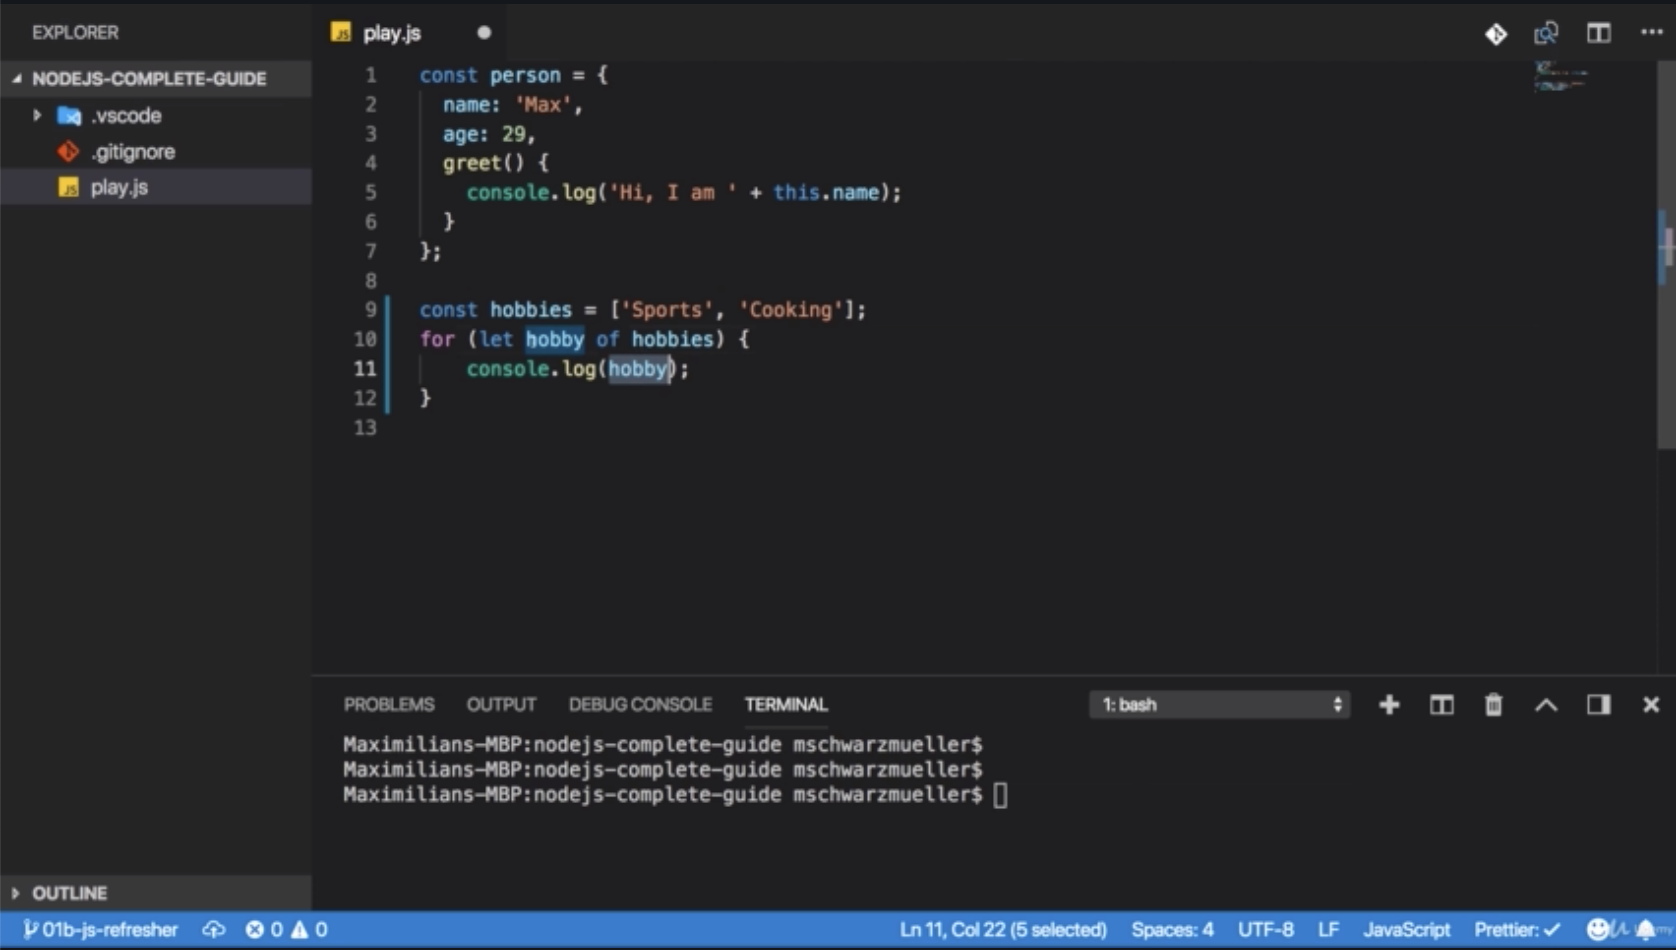 EXPLORER
NODEJS-COMPLETE-GUIDE
.vscode
.gitignore
JS play.js
OUTLINE
JS play.js
1 const person = {
2 name: 'Max',
3 age: 29,
4 greet() {
5 console.log('Hi, I am ' + this.name);
6 }
7 };
8
9 const hobbies = ['Sports', 'Cooking'];
10 for (let hobby of hobbies) {
11 console.log(hobby);
12 }
13
PROBLEMS OUTPUT DEBUG CONSOLE TERMINAL 1: bash
Maximilians-MBP:nodejs-complete-guide mschwarzmueller$
Maximilians-MBP:nodejs-complete-guide mschwarzmueller$
Maximilians-MBP:nodejs-complete-guide mschwarzmueller$
01b-js-refresher 0 0 Ln 11, Col 22 (5 selected) Spaces: 4 UTF-8 LF JavaScript Prettier: ✓